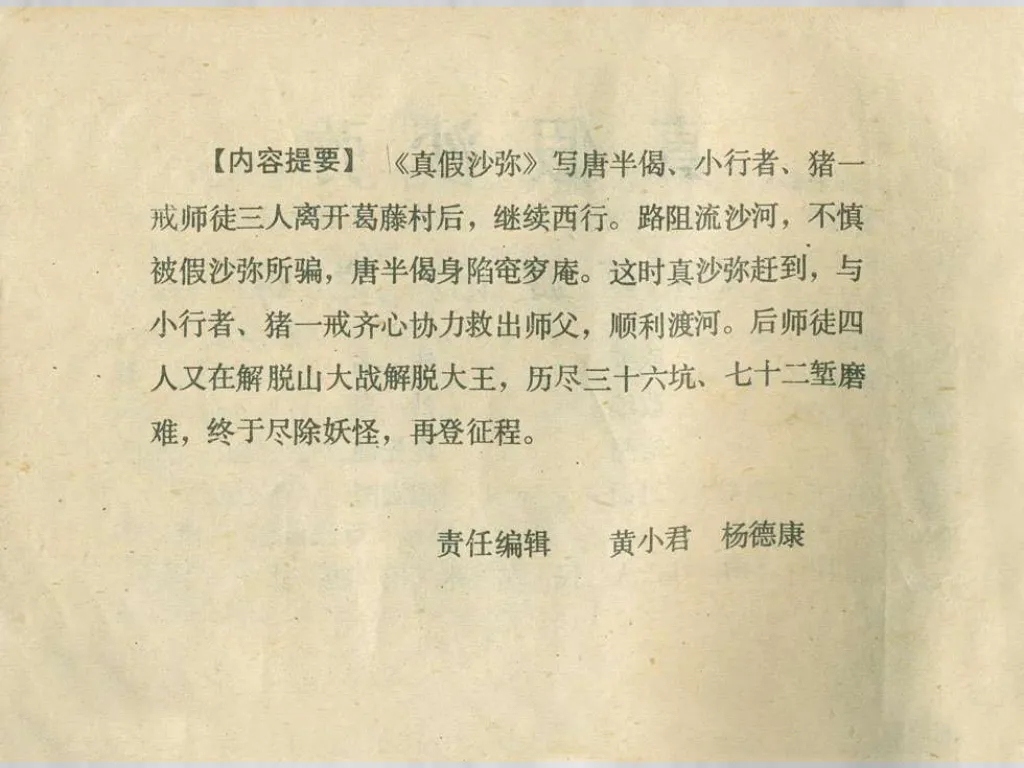 【内容提要】 《真假沙弥》写唐半偈、小行者、猪一
戒师徒三人离开葛藤村后，继续西行。路阻流沙河，不慎
被假沙弥所骗，唐半偈身陷窀穸庵。这时真沙弥赶到，与
小行者、猪一戒齐心协力救出师父，顺利渡河。后师徒四
人又在解脱山大战解脱大王，历尽三十六坑、七十二堑磨
难，终于尽除妖怪，再登征程。
责任编辑 黄小君 杨德康